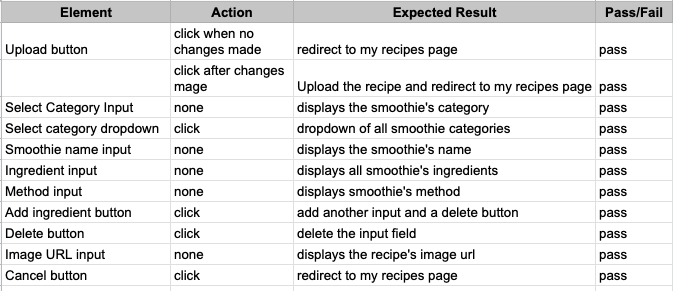 Element Action Expected Result Pass/Fail
click when no
Upload button changes made redirect to my recipes page pass
click after changes
mage Upload the recipe and redirect to my recipes page pass
Select Category Input none displays the smoothie's category pass
Select category dropdown click dropdown of all smoothie categories pass
Smoothie name input none displays the smoothie's name pass
Ingredient input none displays all smoothie's ingredients pass
Method input none displays smoothie's method pass
Add ingredient button click add another input and a delete button pass
Delete button click delete the input field pass
Image URL input none displays the recipe's image url pass
Cancel button click redirect to my recipes page pass